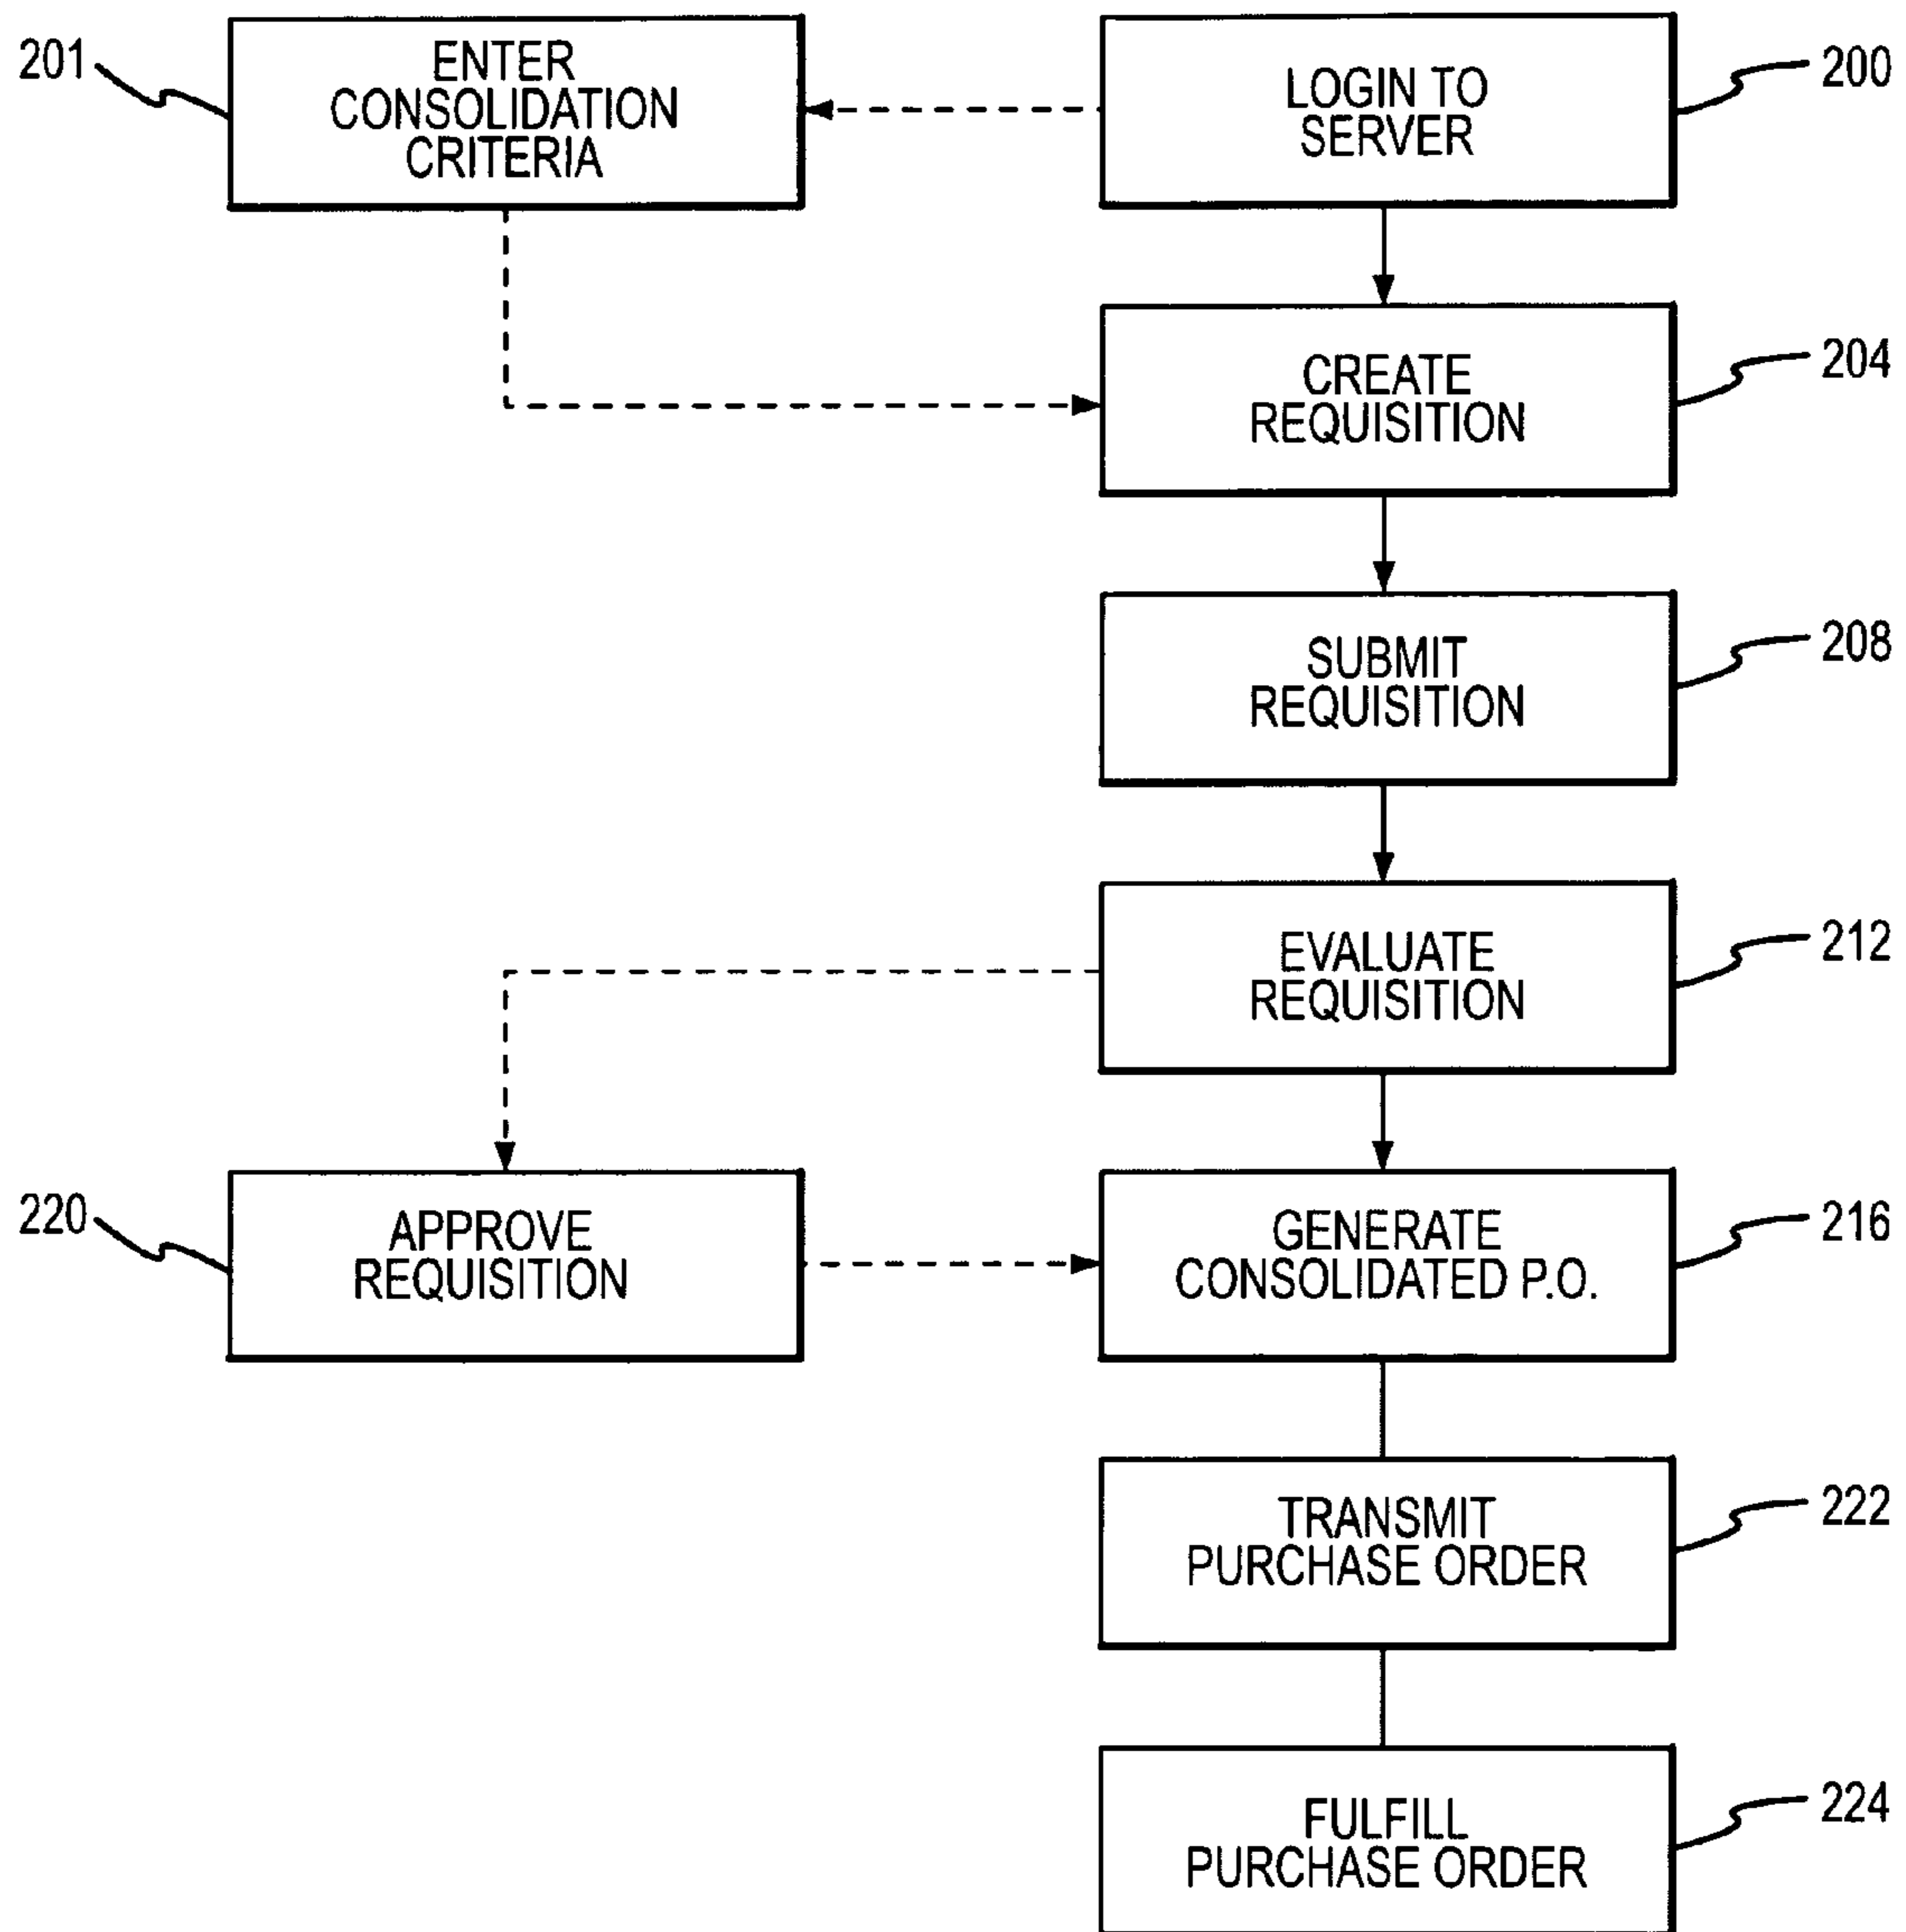 201
ENTER
CONSOLIDATION
CRITERIA
LOGIN TO
SERVER
200
CREATE
REQUISITION
204
SUBMIT
REQUISITION
208
EVALUATE
REQUISITION
212
220
APPROVE
REQUISITION
GENERATE
CONSOLIDATED P.O.
216
TRANSMIT
PURCHASE ORDER
222
FULFILL
PURCHASE ORDER
224